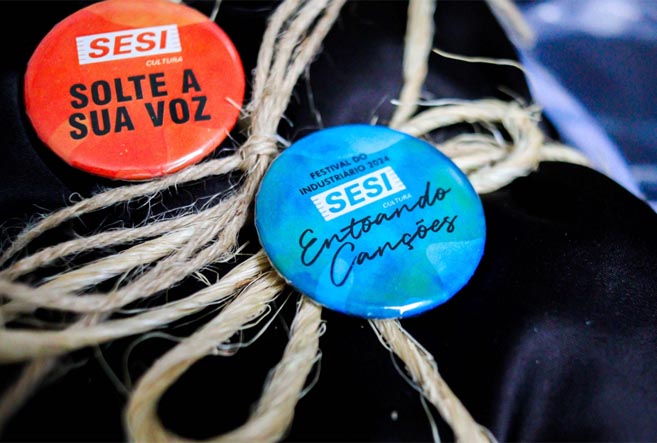 SESI
CULTURA
SOLTE A
SUA VOZ
FESTIVAL DO
INDUSTRIÁRIO 2024
SESI
CULTURA
Entoando
Canções